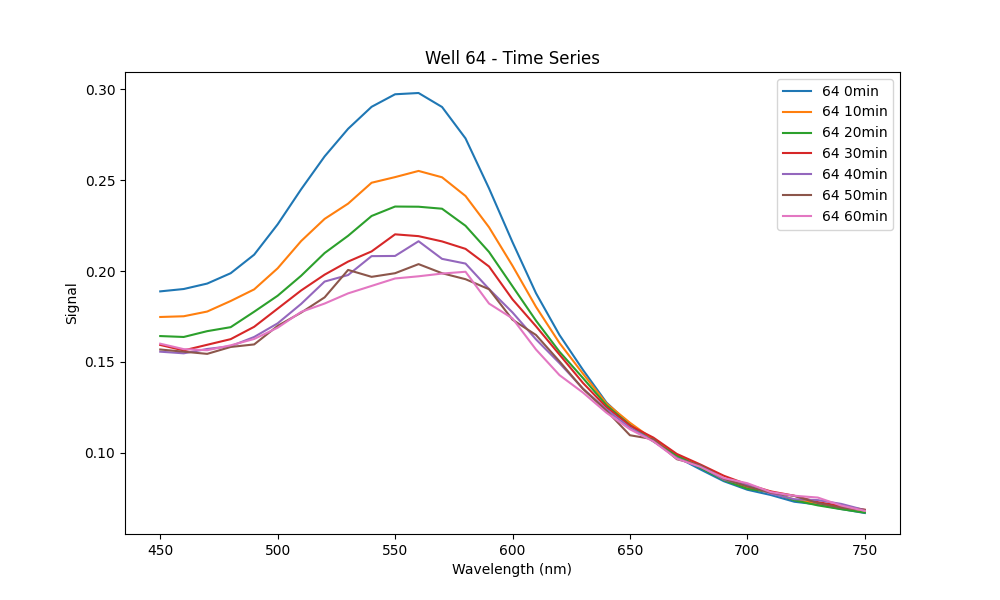 Well 64 - Time Series
Signal
0.30
0.25
0.20
0.15
0.10
64 0min
64 10min
64 20min
64 30min
64 40min
64 50min
64 60min
450
500
550
600
650
700
750
Wavelength (nm)